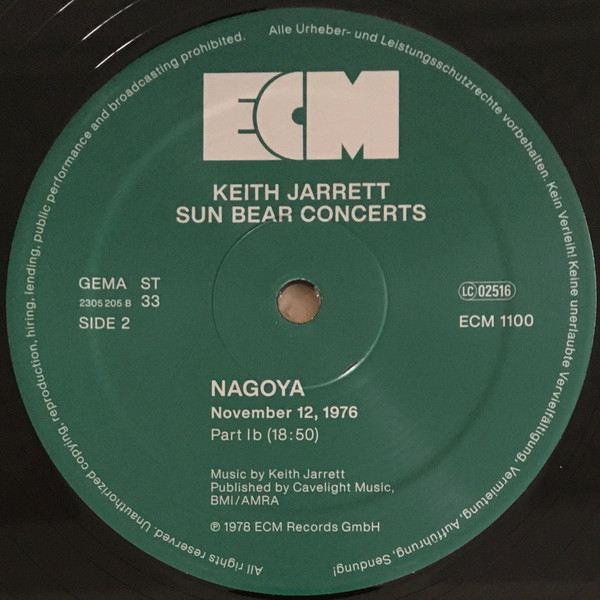 Alle Urheber- und Leistungsschutzrechte vorbehalten. Kein Verleih! Keine unerlaubte Vervielfältigung, Vermietung, Aufführung, Sendung!
ECM
KEITH JARRETT
SUN BEAR CONCERTS
GEMA ST
2305 205 B 33
SIDE 2
LC 02516
ECM 1100
NAGOYA
November 12, 1976
Part Ib (18:50)
Music by Keith Jarrett
Published by Cavelight Music,
BMI/AMRA
℗ 1978 ECM Records GmbH
All rights reserved. Unauthorized copying, reproduction, hiring, lending, public performance and broadcasting prohibited.